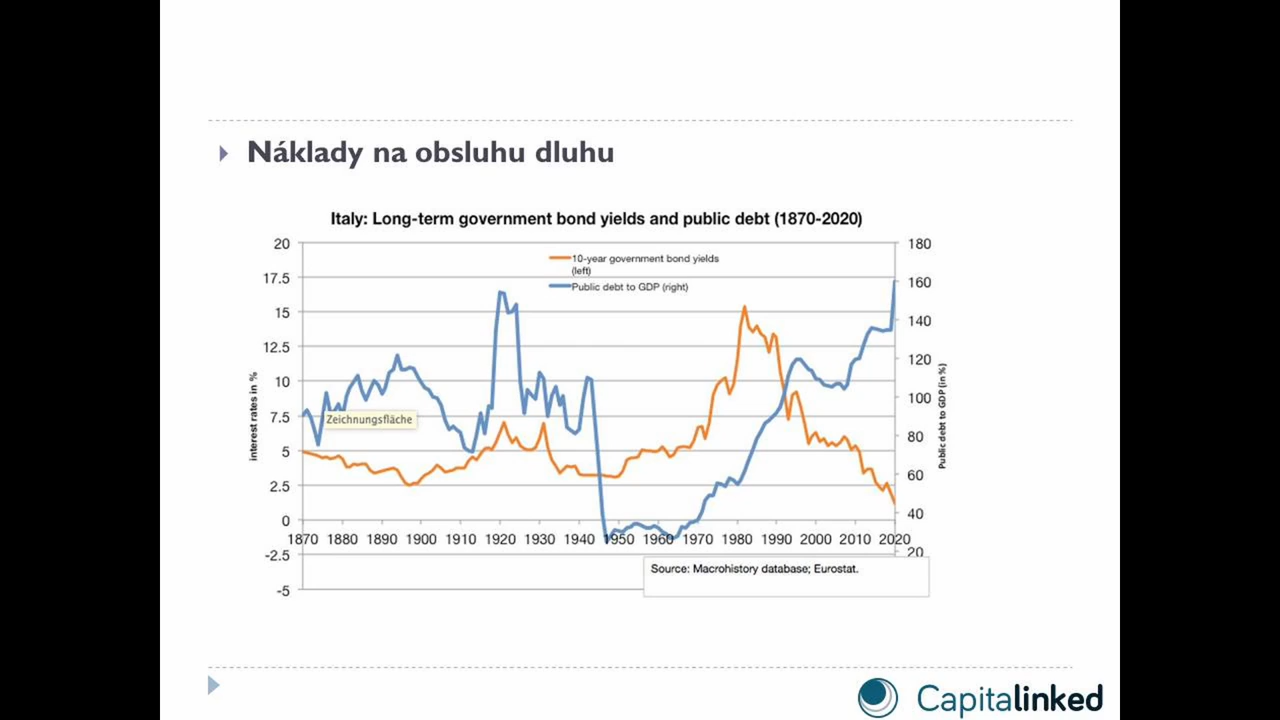 Náklady na obsluhu dluhu
Italy: Long-term government bond yields and public debt (1870-2020)
20
17.5
15
12.5
10
7.5
5
2.5
0
-2.5
-5
interest rates in %
10-year government bond yields
(left)
Public debt to GDP (right)
Zeichnungsfläche
180
160
140
120
100
80
60
40
20
Public debt to GDP (in %)
1870 1880 1890 1900 1910 1920 1930 1940 1950 1960 1970 1980 1990 2000 2010 2020
Source: Macrohistory database; Eurostat.
Capitalinked